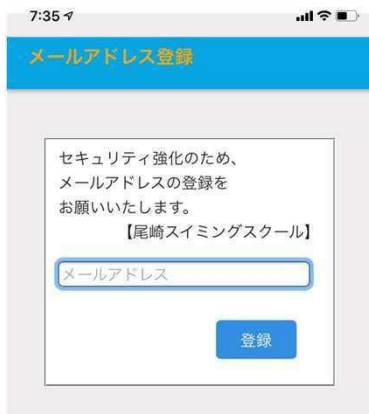 7:35
メールアドレス登録
セキュリティ強化のため、
メールアドレスの登録を
お願いいたします。
【尾崎スイミングスクール】
メールアドレス
登録